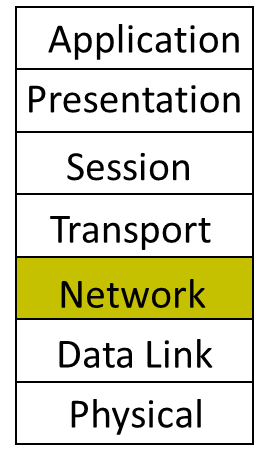 Application
Presentation
Session
Transport
Network
Data Link
Physical